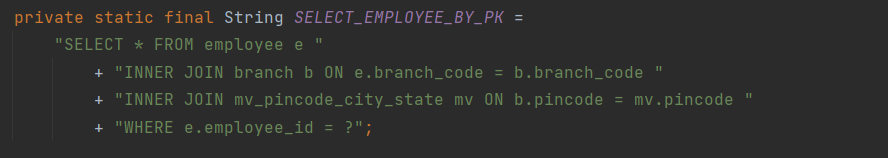 private static final String SELECT_EMPLOYEE_BY_PK =
"SELECT * FROM employee e "
+ "INNER JOIN branch b ON e.branch_code = b.branch_code "
+ "INNER JOIN mv_pincode_city_state mv ON b.pincode = mv.pincode "
+ "WHERE e.employee_id = ?";